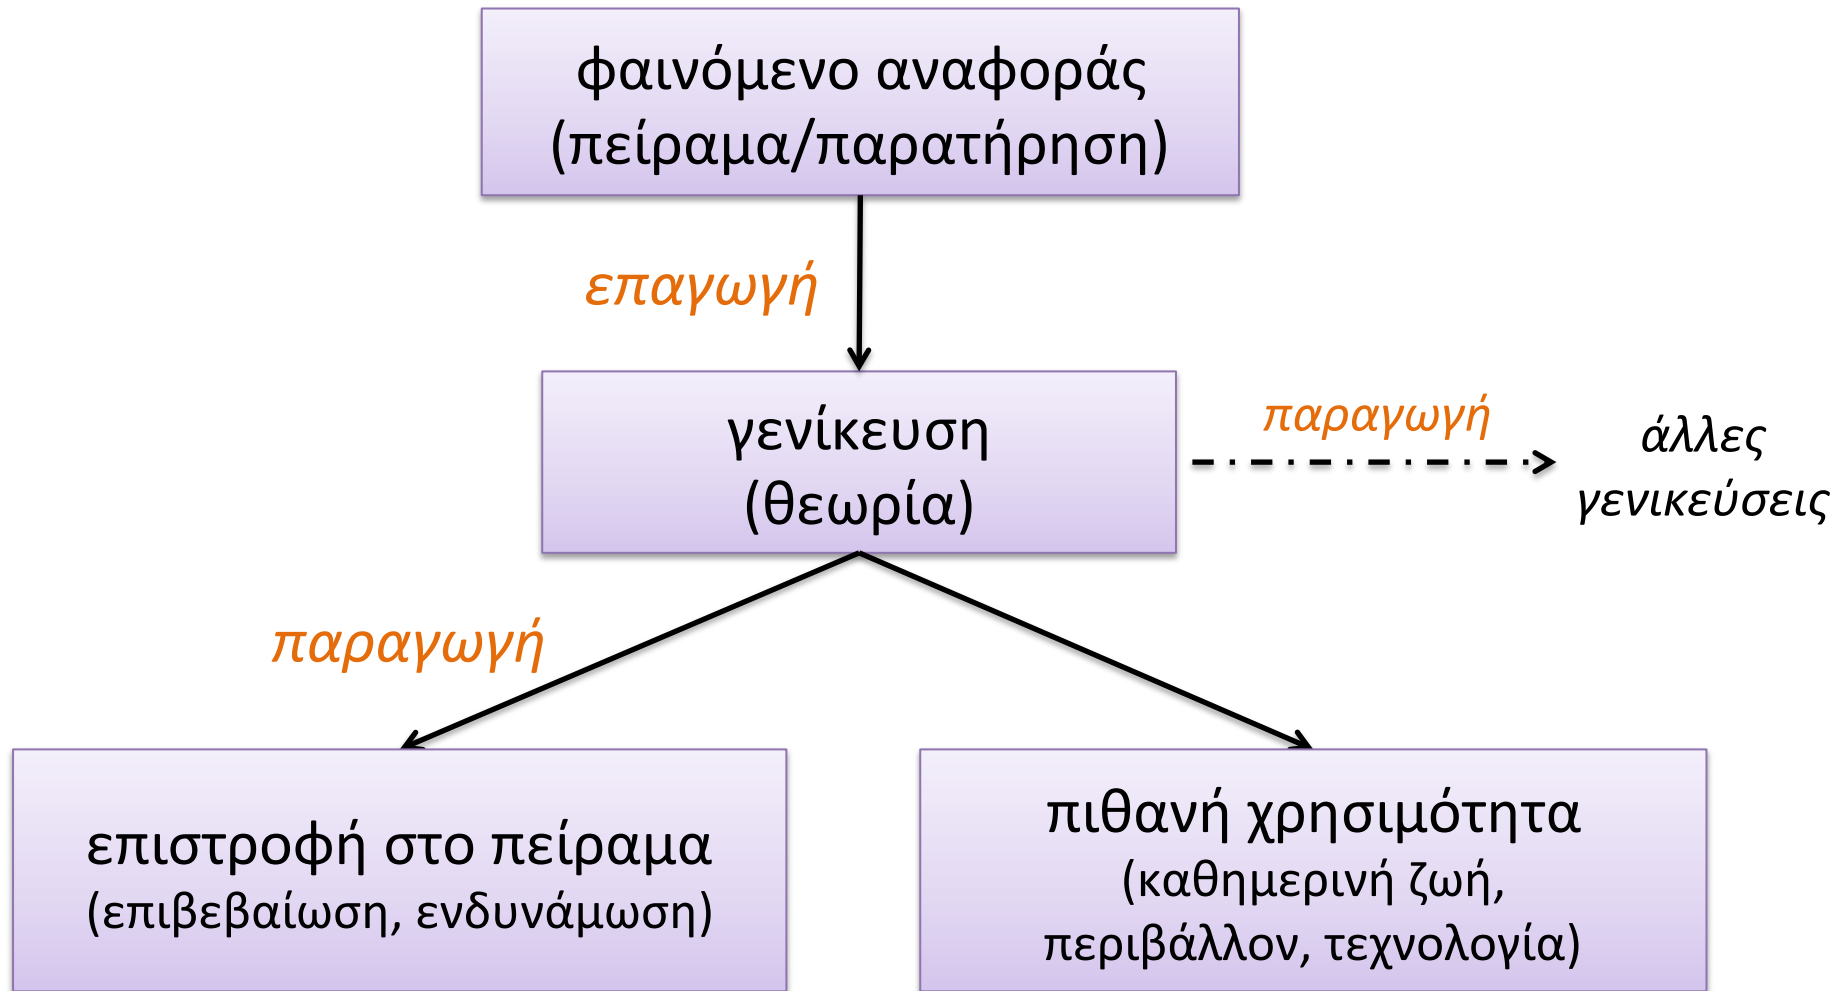 φαινόμενο αναφοράς
(πείραμα/παρατήρηση)
επαγωγή
γενίκευση
(θεωρία)
παραγωγή
άλλες
γενικεύσεις
παραγωγή
επιστροφή στο πείραμα
(επιβεβαίωση, ενδυνάμωση)
πιθανή χρησιμότητα
(καθημερινή ζωή,
περιβάλλον, τεχνολογία)